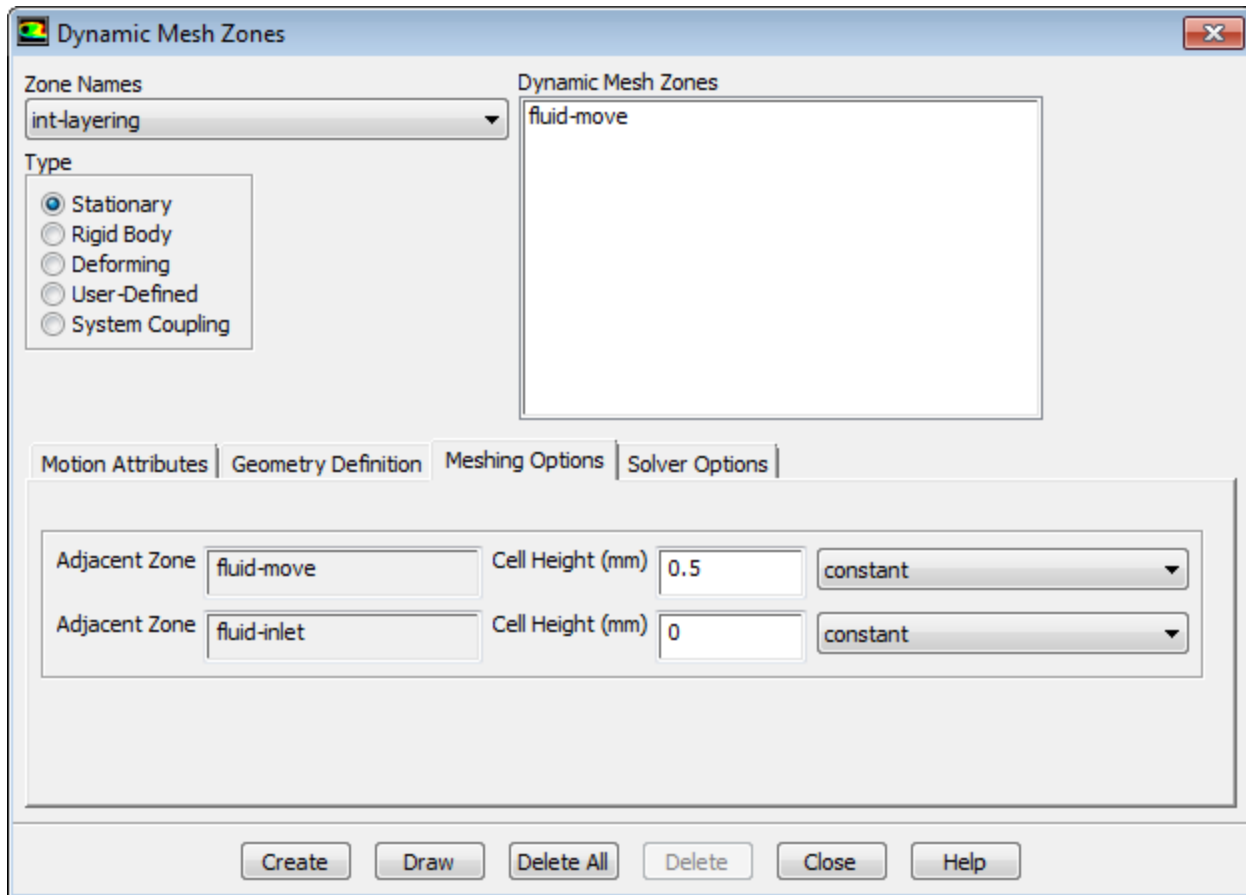 Dynamic Mesh Zones
Zone Names
int-layering
Type
Stationary
Rigid Body
Deforming
User-Defined
System Coupling
Dynamic Mesh Zones
fluid-move
Motion Attributes
Geometry Definition
Meshing Options
Solver Options
Adjacent Zone fluid-move Cell Height (mm) 0.5 constant
Adjacent Zone fluid-inlet Cell Height (mm) 0 constant
Create Draw Delete All Delete Close Help